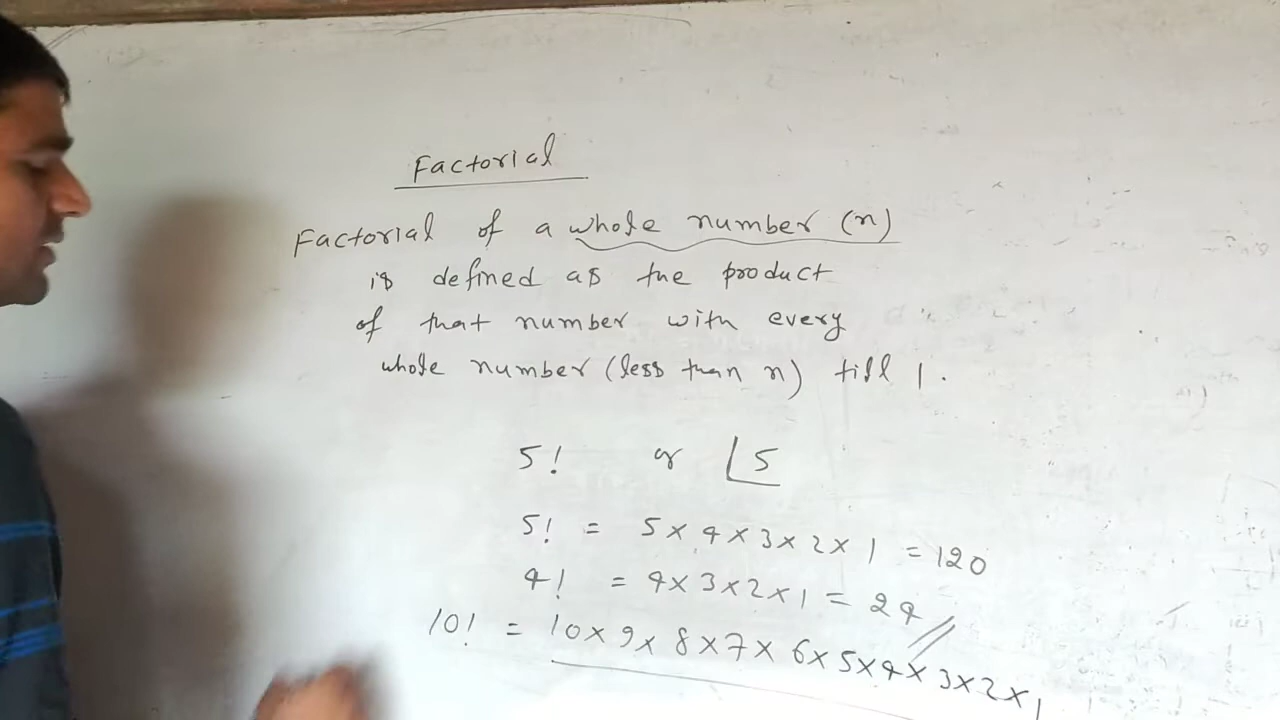 Factorial
Factorial of a whole number (n)
is defined as the product
of that number with every
whole number (less than n) till 1.
5! or |5
5! = 5 × 4 × 3 × 2 × 1 = 120
4! = 4 × 3 × 2 × 1 = 24
10! = 10 × 9 × 8 × 7 × 6 × 5 × 4 × 3 × 2 × 1